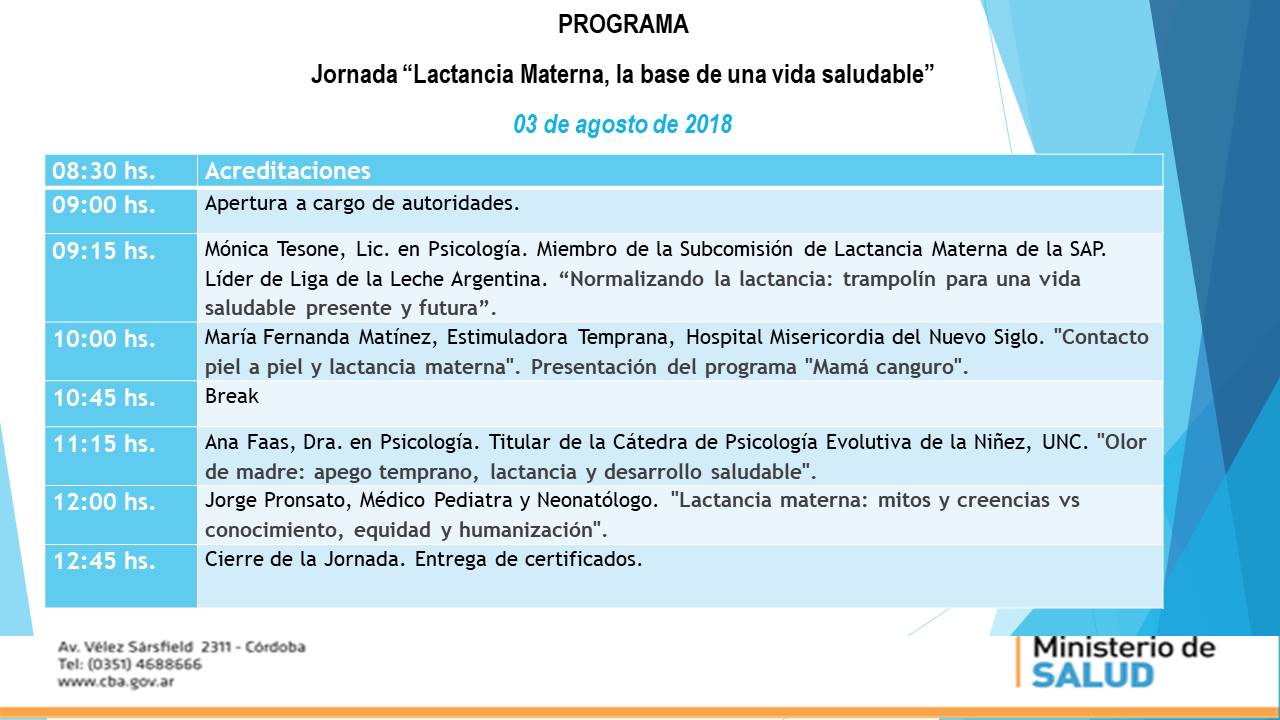 PROGRAMA
Jornada “Lactancia Materna, la base de una vida saludable”
03 de agosto de 2018
08:30 hs. Acreditaciones
09:00 hs. Apertura a cargo de autoridades.
09:15 hs. Mónica Tesone, Lic. en Psicología. Miembro de la Subcomisión de Lactancia Materna de la SAP.
Líder de Liga de la Leche Argentina. “Normalizando la lactancia: trampolín para una vida
saludable presente y futura”.
10:00 hs. María Fernanda Matínez, Estimuladora Temprana, Hospital Misericordia del Nuevo Siglo. "Contacto
piel a piel y lactancia materna". Presentación del programa "Mamá canguro".
10:45 hs. Break
11:15 hs. Ana Faas, Dra. en Psicología. Titular de la Cátedra de Psicología Evolutiva de la Niñez, UNC. "Olor
de madre: apego temprano, lactancia y desarrollo saludable".
12:00 hs. Jorge Pronsato, Médico Pediatra y Neonatólogo. "Lactancia materna: mitos y creencias vs
conocimiento, equidad y humanización".
12:45 hs. Cierre de la Jornada. Entrega de certificados.
Av. Vélez Sársfield 2311 - Córdoba
Tel: (0351) 4688666
www.cba.gov.ar
Ministerio de
SALUD